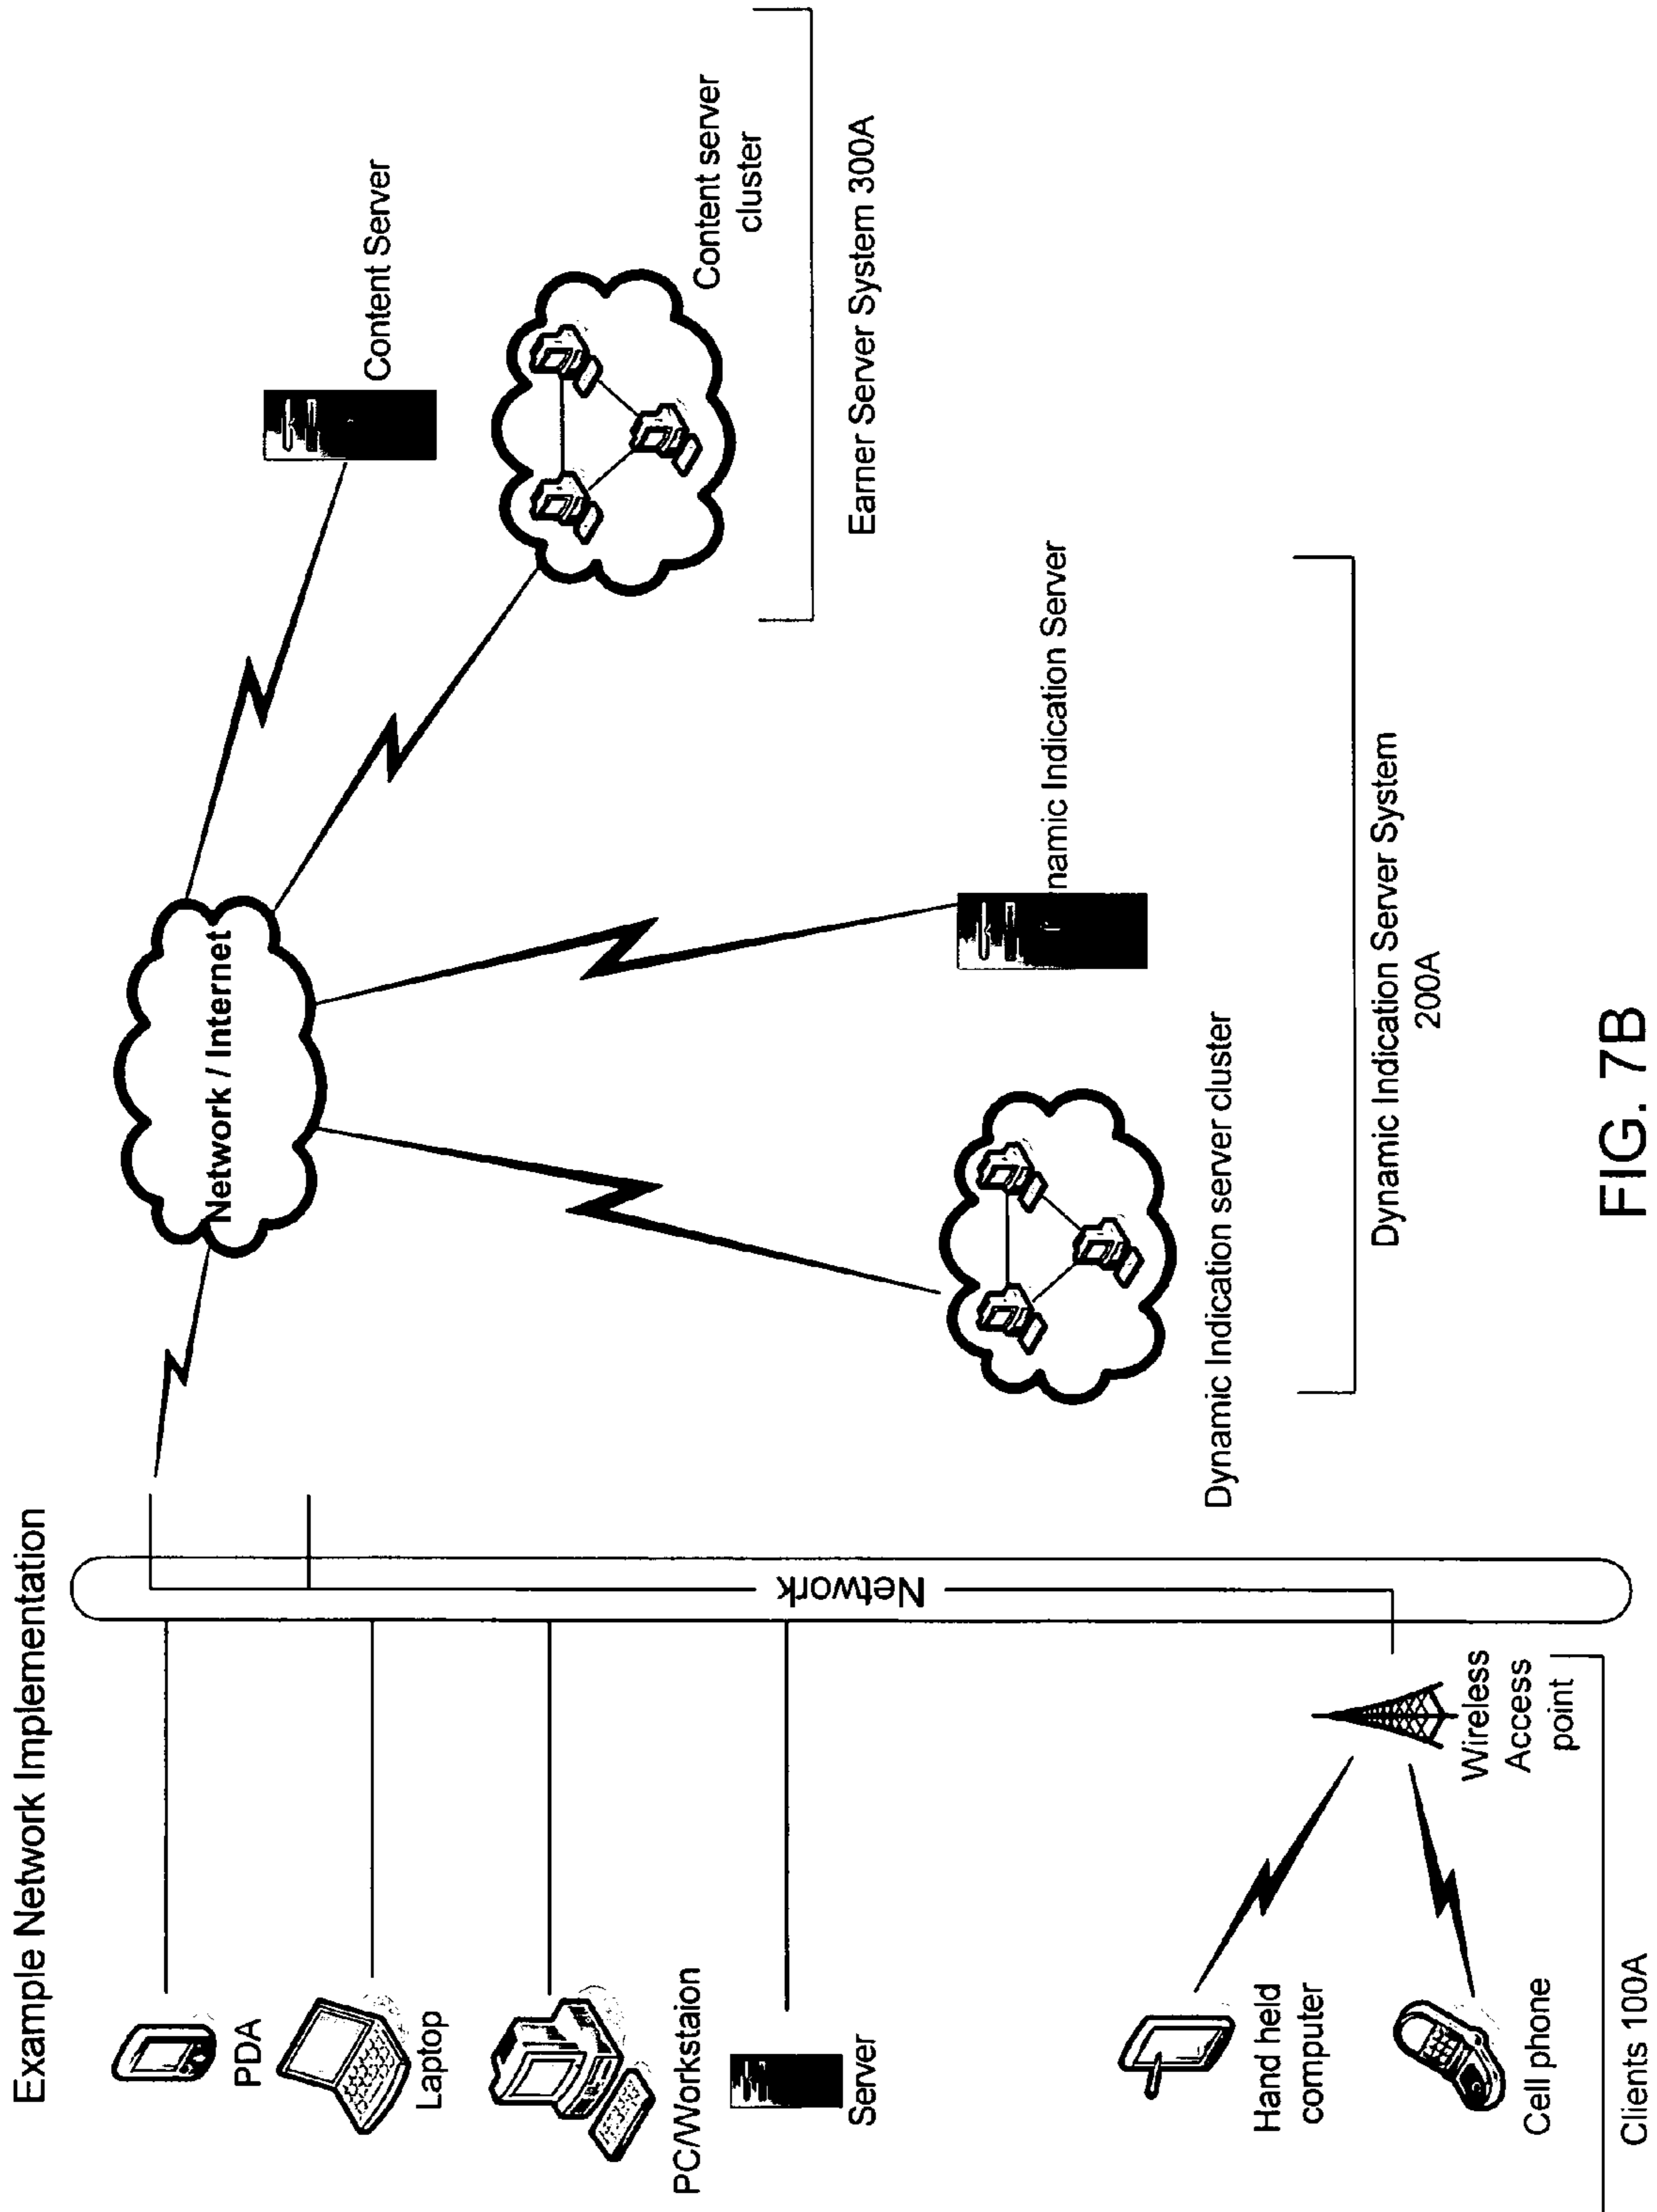 Example Network Implementation
PDA
Laptop
PC/Workstaion
Server
Hand held
computer
Cell phone
Wireless
Access
point
Clients 100A
Network
Network / Internet
Dynamic Indication server cluster
namic Indication Server
Dynamic Indication Server System
200A
Content Server
Content server
cluster
Earner Server System 300A
FIG. 7B